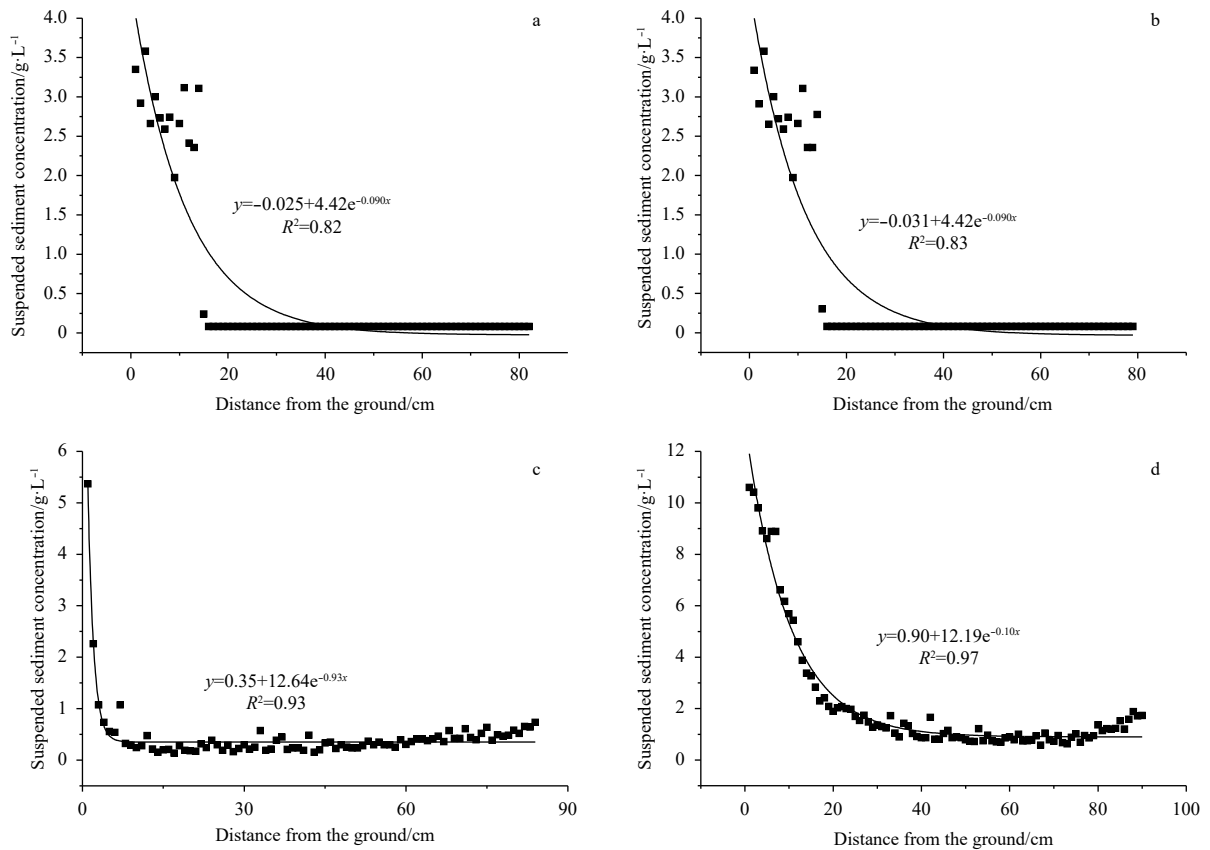 a
4.0
3.5
3.0
2.5
2.0
1.5
1.0
0.5
0
Suspended sediment concentration/g·L⁻¹
y=−0.025+4.42e⁻⁰·⁰⁹⁰ˣ
R²=0.82
0 20 40 60 80
Distance from the ground/cm
b
4.0
3.5
3.0
2.5
2.0
1.5
1.0
0.5
0
Suspended sediment concentration/g·L⁻¹
y=−0.031+4.42e⁻⁰·⁰⁹⁰ˣ
R²=0.83
0 20 40 60 80
Distance from the ground/cm
c
6
5
4
3
2
1
0
Suspended sediment concentration/g·L⁻¹
y=0.35+12.64e⁻⁰·⁹³ˣ
R²=0.93
0 30 60 90
Distance from the ground/cm
d
12
10
8
6
4
2
0
Suspended sediment concentration/g·L⁻¹
y=0.90+12.19e⁻⁰·¹⁰ˣ
R²=0.97
0 20 40 60 80 100
Distance from the ground/cm